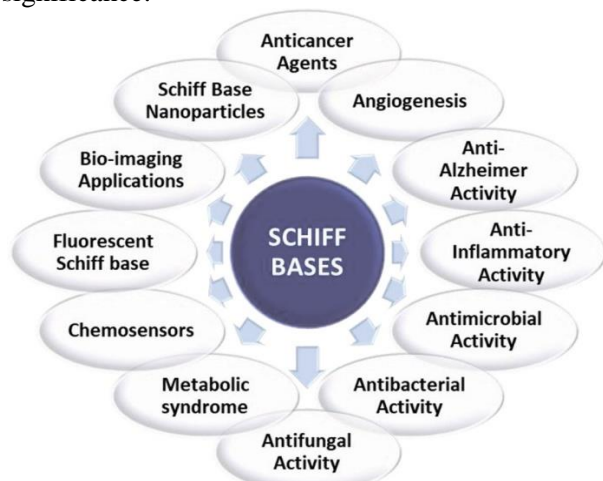 significance.
Anticancer
Agents
Schiff Base
Nanoparticles
Angiogenesis
Bio-imaging
Applications
Anti-
Alzheimer
Activity
Fluorescent
Schiff base
SCHIFF
BASES
Anti-
Inflammatory
Activity
Chemosensors
Antimicrobial
Activity
Metabolic
syndrome
Antibacterial
Activity
Antifungal
Activity